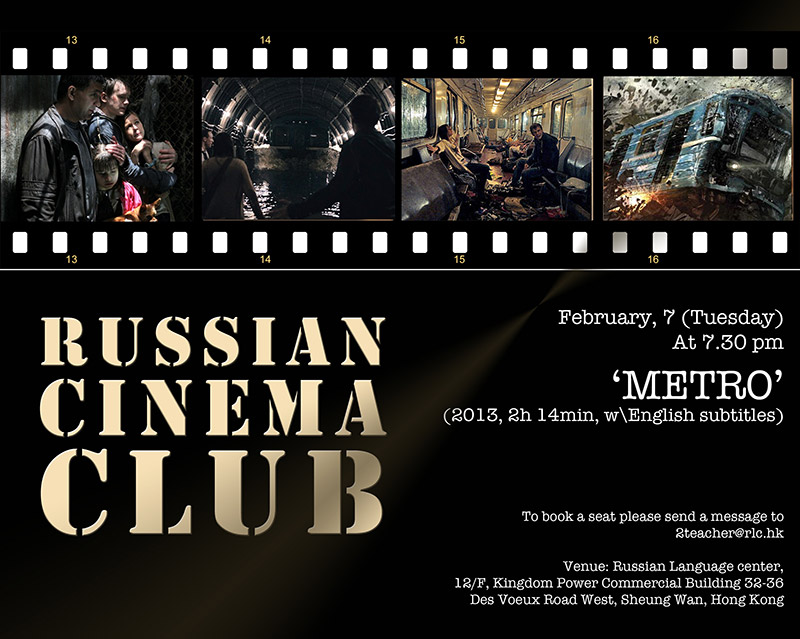 13 14 15 16
13 14 15 16
RUSSIAN
CINEMA
CLUB
February, 7 (Tuesday)
At 7.30 pm
‘METRO’
(2013, 2h 14min, w\English subtitles)
To book a seat please send a message to
2teacher@rlc.hk
Venue: Russian Language center,
12/F, Kingdom Power Commercial Building 32-36
Des Voeux Road West, Sheung Wan, Hong Kong